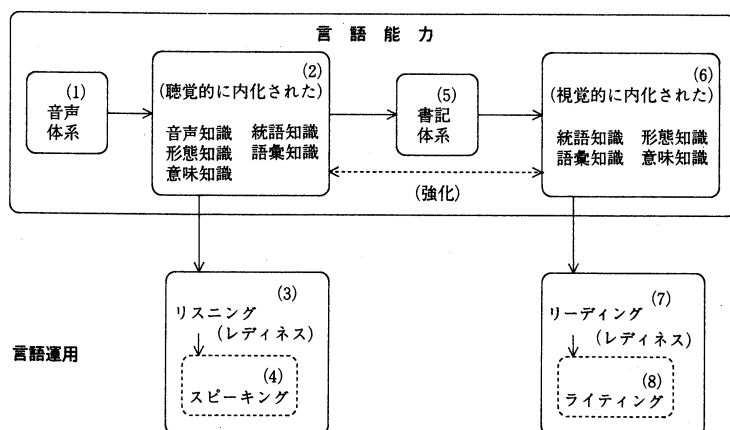 言語能力
(1)
音声
体系
(2)
(聴覚的に内化された)
音声知識 統語知識
形態知識 語彙知識
意味知識
(5)
書記
体系
(6)
(視覚的に内化された)
統語知識 形態知識
語彙知識 意味知識
(強化)
言語運用
(3)
リスニング
(レディネス)
(4)
スピーキング
(7)
リーディング
(レディネス)
(8)
ライティング